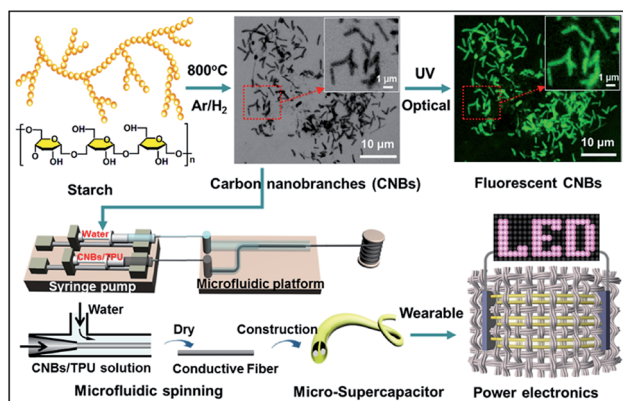 800°C
Ar/H₂
1 μm
10 μm
UV
Optical
1 μm
10 μm
OH
OH
OH
O
O
O
O
O
O
O
OH
OH
OH
n
Starch
Carbon nanobranches (CNBs)
Fluorescent CNBs
Water
CNBs/TPU
Syringe pump
Microfluidic platform
LED
Water
CNBs/TPU solution
Dry
Conductive Fiber
Construction
Wearable
Microfluidic spinning
Micro-Supercapacitor
Power electronics